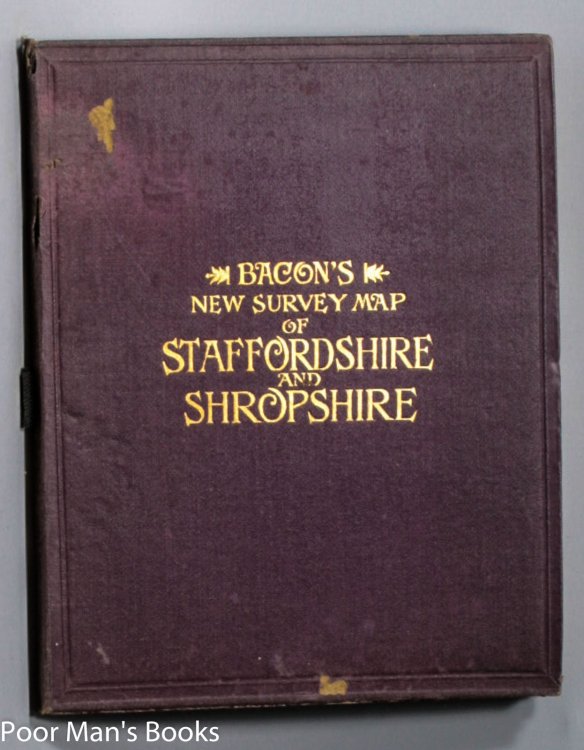 BACON'S
NEW SURVEY MAP
OF
STAFFORDSHIRE
AND
SHROPSHIRE
Poor Man's Books